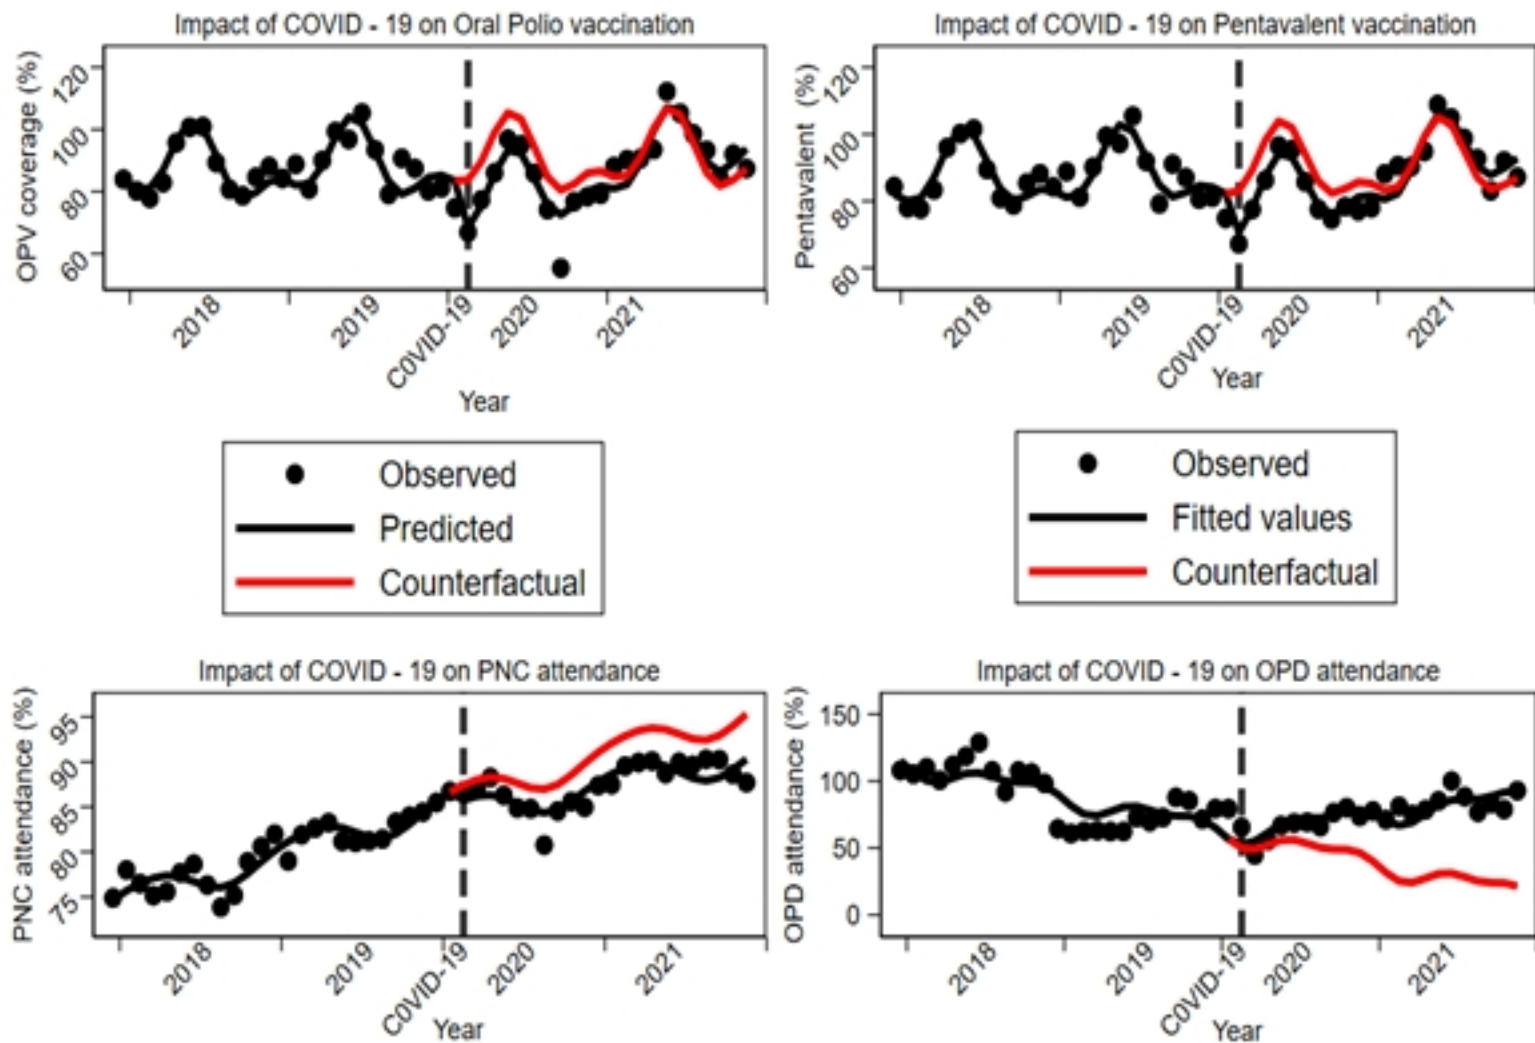 Impact of COVID - 19 on Oral Polio vaccination
OPV coverage (%)
120
100
80
60
2018
2019
C0VID-19
2020
2021
Year
Impact of COVID - 19 on Pentavalent vaccination
Pentavalent (%)
120
100
80
60
2018
2019
C0VID-19
2020
2021
Year
Observed
Predicted
Counterfactual
Observed
Fitted values
Counterfactual
Impact of COVID - 19 on PNC attendance
PNC attendance (%)
95
90
85
80
75
2018
2019
C0VID-19
2020
2021
Year
Impact of COVID - 19 on OPD attendance
OPD attendance (%)
150
100
50
0
2018
2019
C0VID-19
2020
2021
Year